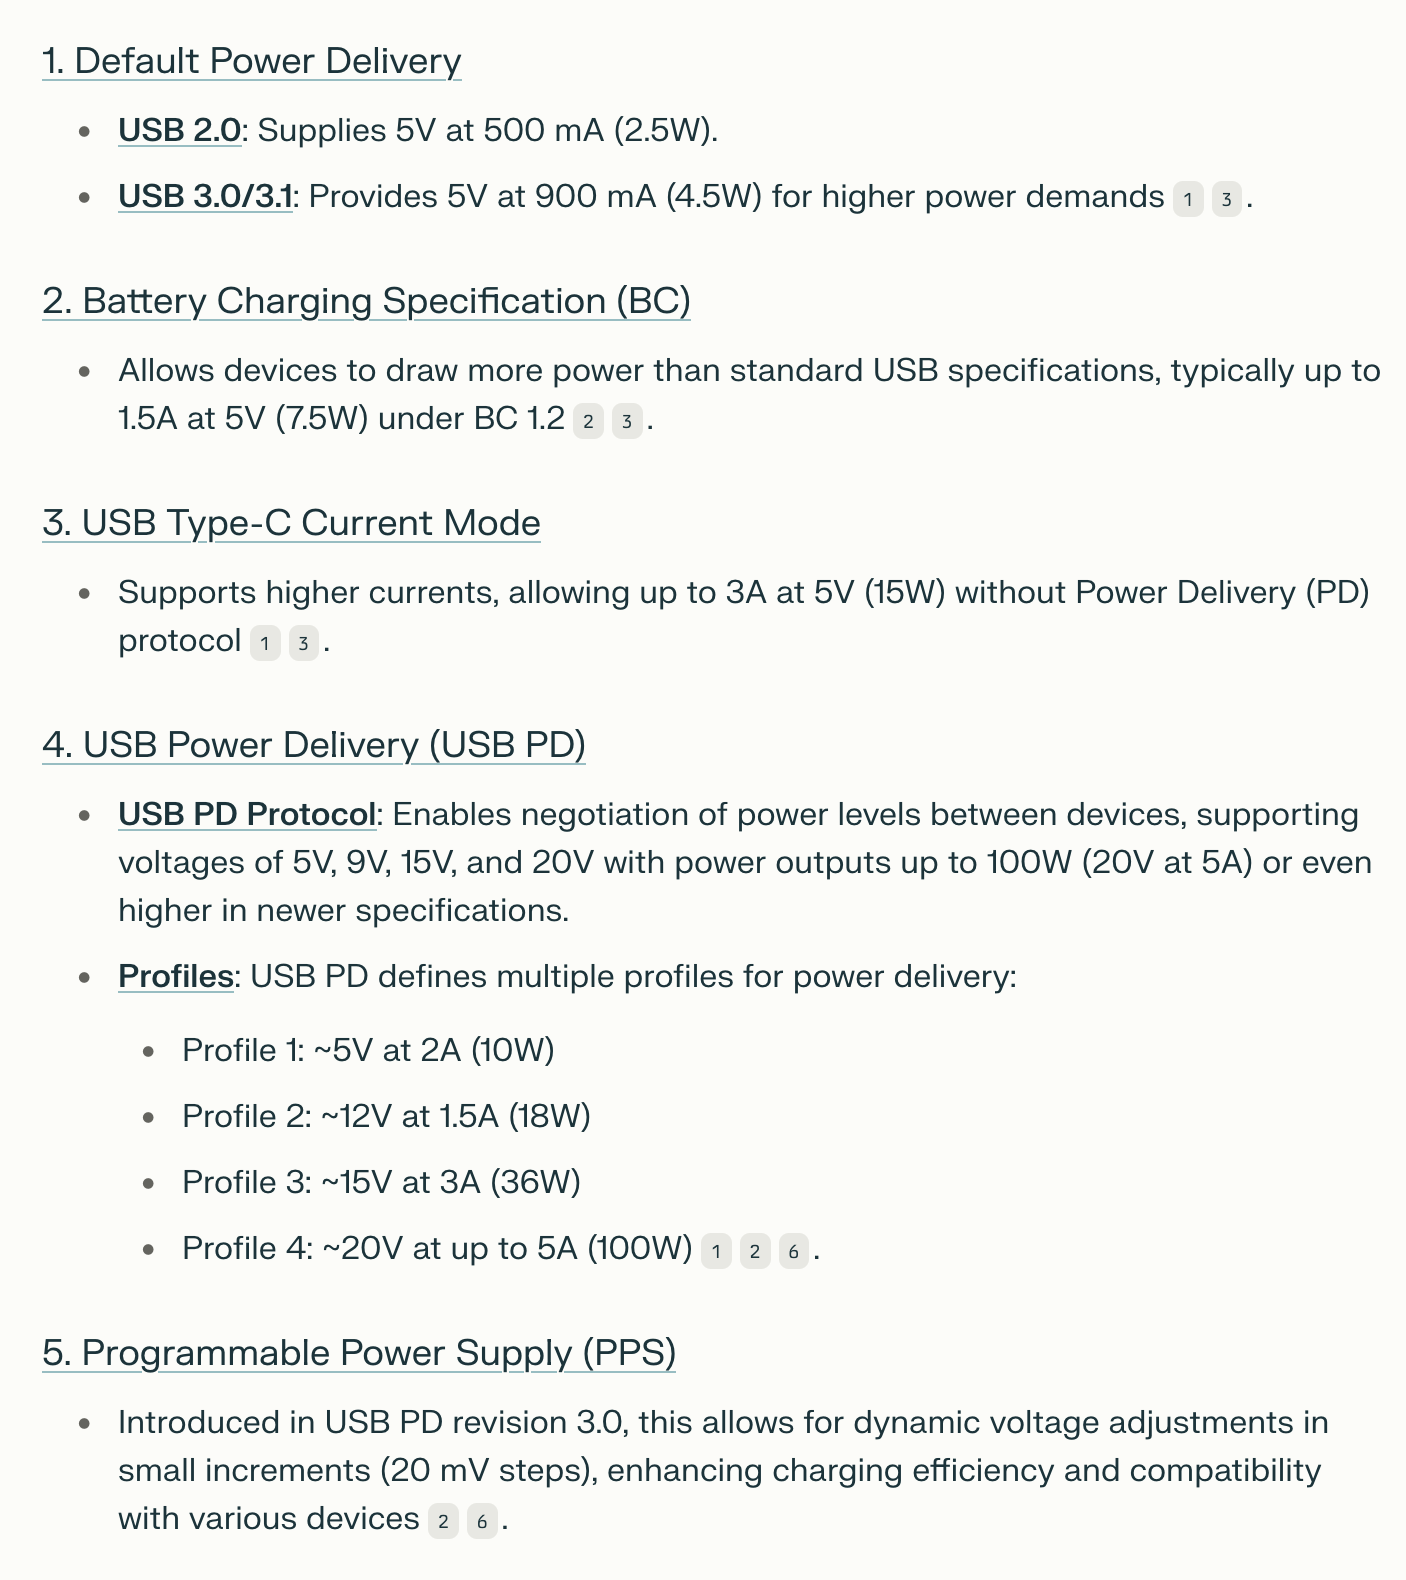 1. Default Power Delivery
• USB 2.0: Supplies 5V at 500 mA (2.5W).
• USB 3.0/3.1: Provides 5V at 900 mA (4.5W) for higher power demands 1 3 .
2. Battery Charging Specification (BC)
• Allows devices to draw more power than standard USB specifications, typically up to
1.5A at 5V (7.5W) under BC 1.2 2 3 .
3. USB Type-C Current Mode
• Supports higher currents, allowing up to 3A at 5V (15W) without Power Delivery (PD)
protocol 1 3 .
4. USB Power Delivery (USB PD)
• USB PD Protocol: Enables negotiation of power levels between devices, supporting
voltages of 5V, 9V, 15V, and 20V with power outputs up to 100W (20V at 5A) or even
higher in newer specifications.
• Profiles: USB PD defines multiple profiles for power delivery:
• Profile 1: ~5V at 2A (10W)
• Profile 2: ~12V at 1.5A (18W)
• Profile 3: ~15V at 3A (36W)
• Profile 4: ~20V at up to 5A (100W) 1 2 6 .
5. Programmable Power Supply (PPS)
• Introduced in USB PD revision 3.0, this allows for dynamic voltage adjustments in
small increments (20 mV steps), enhancing charging efficiency and compatibility
with various devices 2 6 .